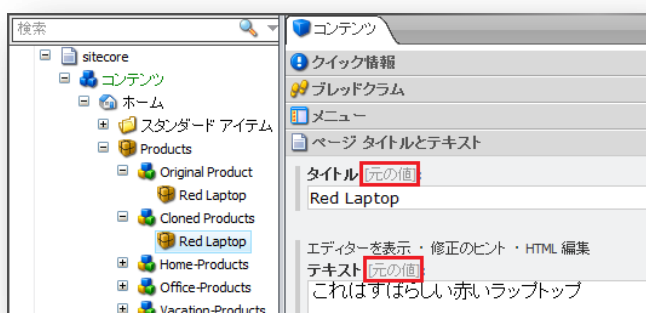 検索
sitecore
コンテンツ
ホーム
スタンダード アイテム
Products
Original Product
Red Laptop
Cloned Products
Red Laptop
Home-Products
Office-Products
Vacation-Products
コンテンツ
クイック情報
ブレッドクラム
メニュー
ページ タイトルとテキスト
タイトル [元の値]:
Red Laptop
エディターを表示 ・ 修正のヒント ・ HTML 編集
テキスト [元の値]:
これはすばらしい赤いラップトップ